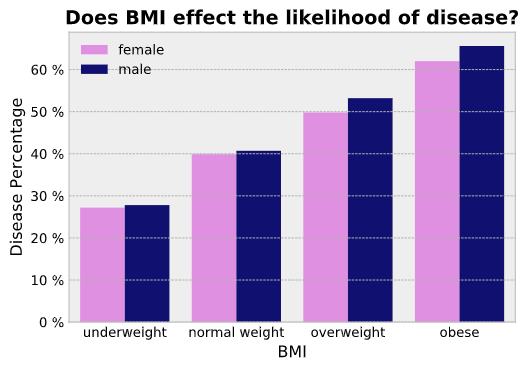 Does BMI effect the likelihood of disease?
female
male
60 %
50 %
40 %
30 %
20 %
10 %
0 %
Disease Percentage
underweight normal weight overweight obese
BMI